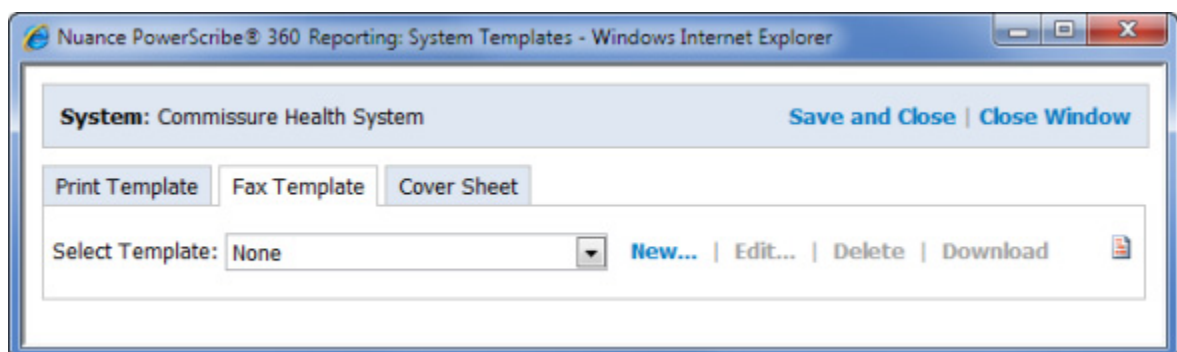 Nuance PowerScribe® 360 Reporting: System Templates - Windows Internet Explorer
System: Commissure Health System Save and Close | Close Window
Print Template Fax Template Cover Sheet
Select Template: None New... | Edit... | Delete | Download